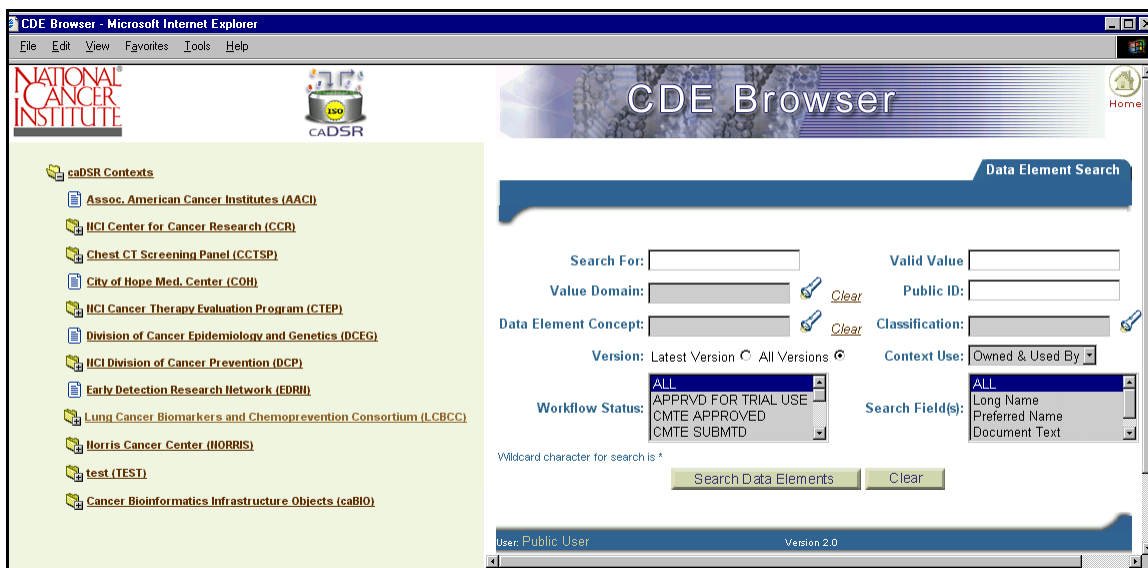 CDE Browser - Microsoft Internet Explorer
File Edit View Favorites Tools Help
NATIONAL®
CANCER
INSTITUTE
ISO
caDSR
CDE Browser
Home
caDSR Contexts
Assoc. American Cancer Institutes (AACI)
NCI Center for Cancer Research (CCR)
Chest CT Screening Panel (CCTSP)
City of Hope Med. Center (COH)
NCI Cancer Therapy Evaluation Program (CTEP)
Division of Cancer Epidemiology and Genetics (DCEG)
NCI Division of Cancer Prevention (DCP)
Early Detection Research Network (EDRN)
Lung Cancer Biomarkers and Chemoprevention Consortium (LCBCC)
Norris Cancer Center (NORRIS)
test (TEST)
Cancer Bioinformatics Infrastructure Objects (caBIO)
Data Element Search
Search For: Valid Value
Value Domain: Clear Public ID:
Data Element Concept: Clear Classification:
Version: Latest Version All Versions Context Use: Owned & Used By
Workflow Status:
ALL
APPRVD FOR TRIAL USE
CMTE APPROVED
CMTE SUBMTD
Search Field(s):
ALL
Long Name
Preferred Name
Document Text
Wildcard character for search is *
Search Data Elements Clear
User: Public User Version 2.0